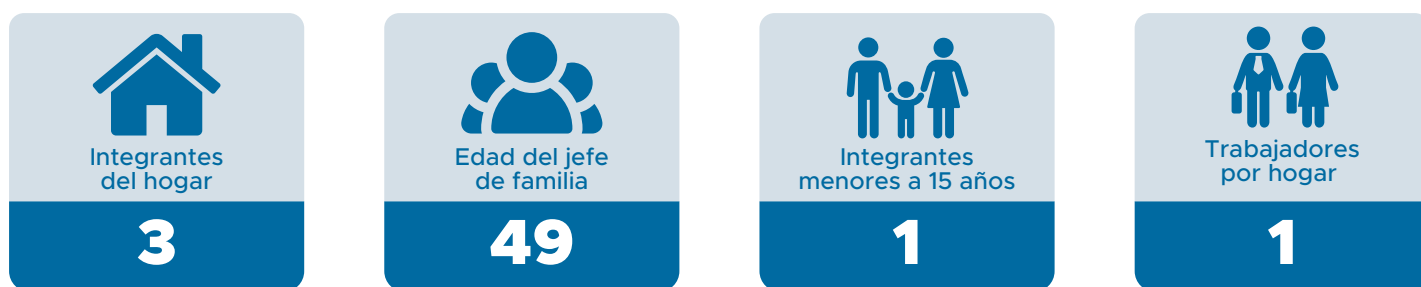 Integrantes
del hogar
3
Edad del jefe
de familia
49
Integrantes
menores a 15 años
1
Trabajadores
por hogar
1